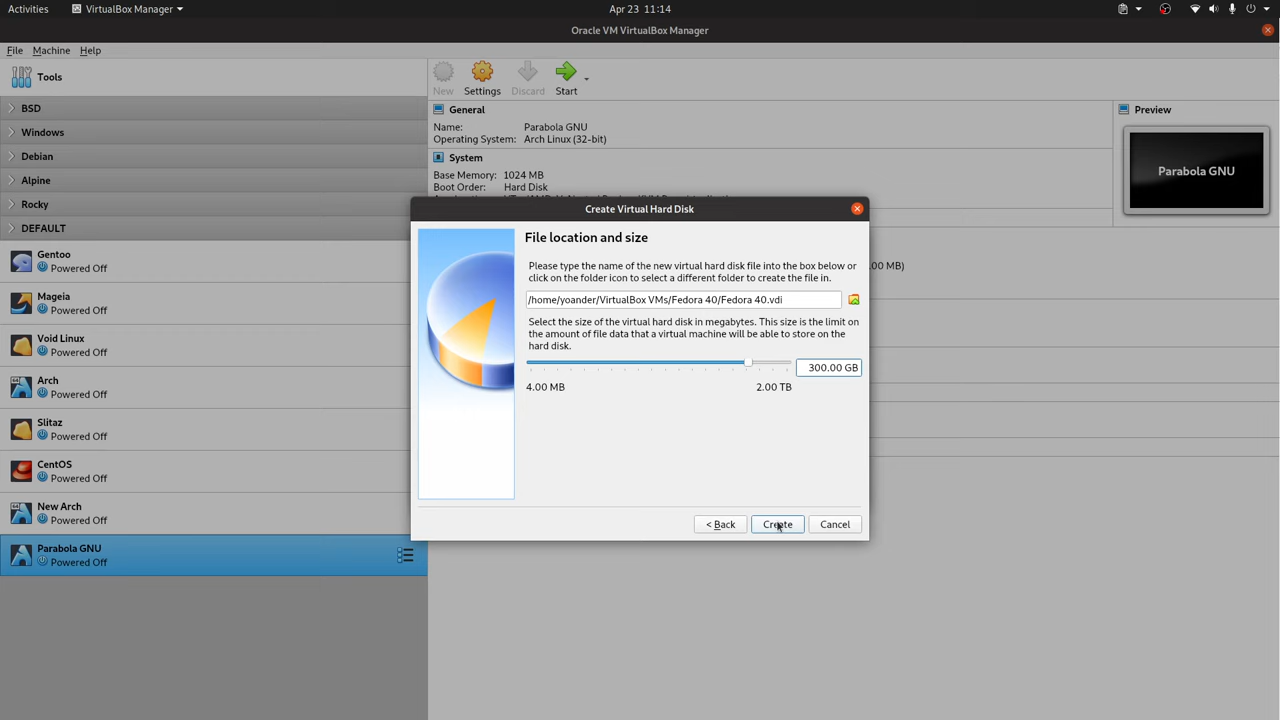 Activities
VirtualBox Manager
Apr 23 11:14
Oracle VM VirtualBox Manager
File Machine Help
Tools
New
Settings
Discard
Start
BSD
Windows
Debian
Alpine
Rocky
DEFAULT
Gentoo
Powered Off
Mageia
Powered Off
Void Linux
Powered Off
Arch
Powered Off
Slitaz
Powered Off
CentOS
Powered Off
New Arch
Powered Off
Parabola GNU
Powered Off
General
Name: Parabola GNU
Operating System: Arch Linux (32-bit)
System
Base Memory: 1024 MB
Boot Order: Hard Disk
Preview
Parabola GNU
00 MB)
Create Virtual Hard Disk
File location and size
Please type the name of the new virtual hard disk file into the box below or
click on the folder icon to select a different folder to create the file in.
/home/yoander/VirtualBox VMs/Fedora 40/Fedora 40.vdi
Select the size of the virtual hard disk in megabytes. This size is the limit on
the amount of file data that a virtual machine will be able to store on the
hard disk.
300.00 GB
4.00 MB
2.00 TB
< Back
Create
Cancel